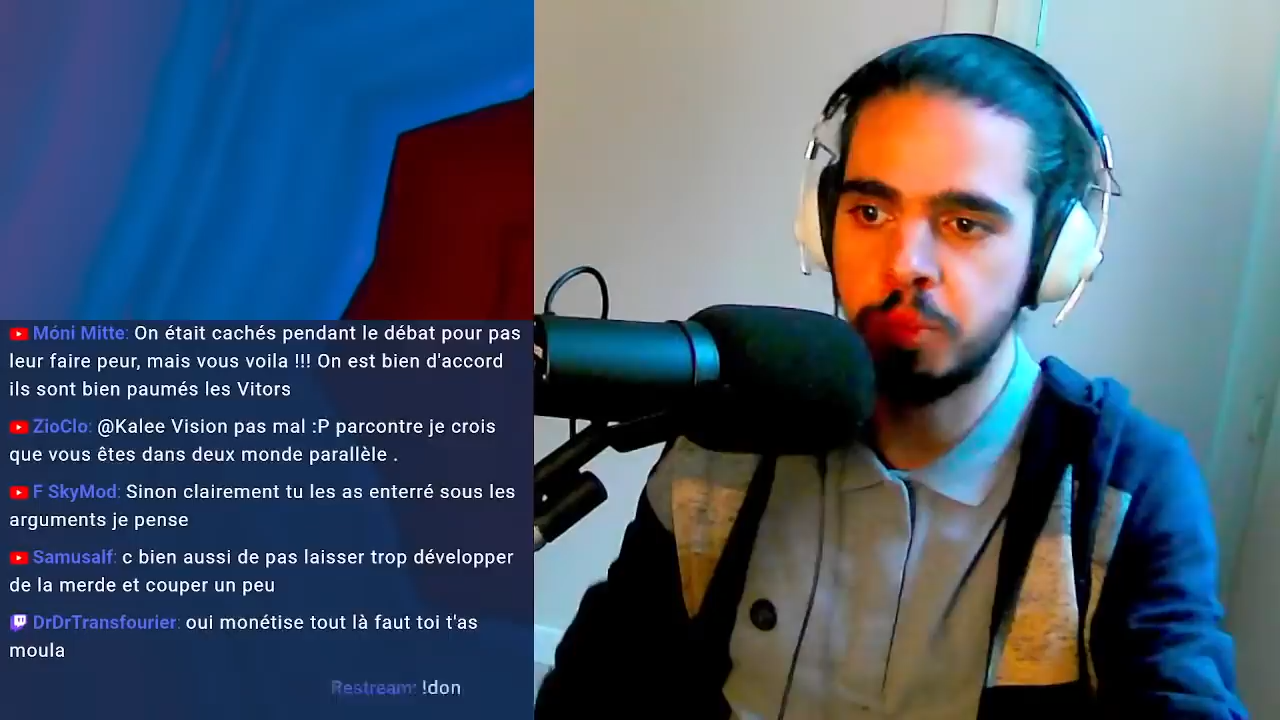 Móni Mitte: On était cachés pendant le débat pour pas
leur faire peur, mais vous voila !!! On est bien d'accord
ils sont bien paumés les Vitors
ZioClo: @Kalee Vision pas mal :P parcontre je crois
que vous êtes dans deux monde parallèle .
F SkyMod: Sinon clairement tu les as enterré sous les
arguments je pense
Samusalf: c bien aussi de pas laisser trop développer
de la merde et couper un peu
DrDrTransfourier: oui monétise tout là faut toi t'as
moula
Restream: !don